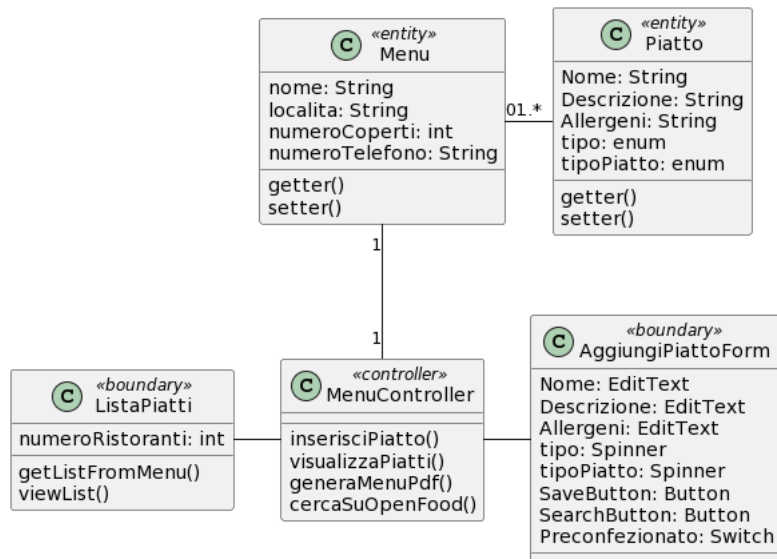 C «entity»
Menu
nome: String
localita: String
numeroCoperti: int
numeroTelefono: String
getter()
setter()
01.*
C «entity»
Piatto
Nome: String
Descrizione: String
Allergeni: String
tipo: enum
tipoPiatto: enum
getter()
setter()
1
1
C «boundary»
ListaPiatti
numeroRistoranti: int
getListFromMenu()
viewList()
C «controller»
MenuController
inserisciPiatto()
visualizzaPiatti()
generaMenuPdf()
cercaSuOpenFood()
C «boundary»
AggiungiPiattoForm
Nome: EditText
Descrizione: EditText
Allergeni: EditText
tipo: Spinner
tipoPiatto: Spinner
SaveButton: Button
SearchButton: Button
Preconfezionato: Switch